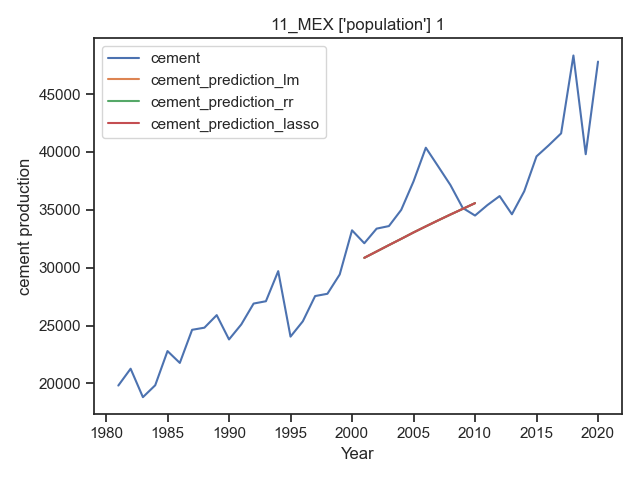 11_MEX ['population'] 1
cement
cement_prediction_lm
cement_prediction_rr
cement_prediction_lasso
cement production
45000
40000
35000
30000
25000
20000
1980 1985 1990 1995 2000 2005 2010 2015 2020
Year